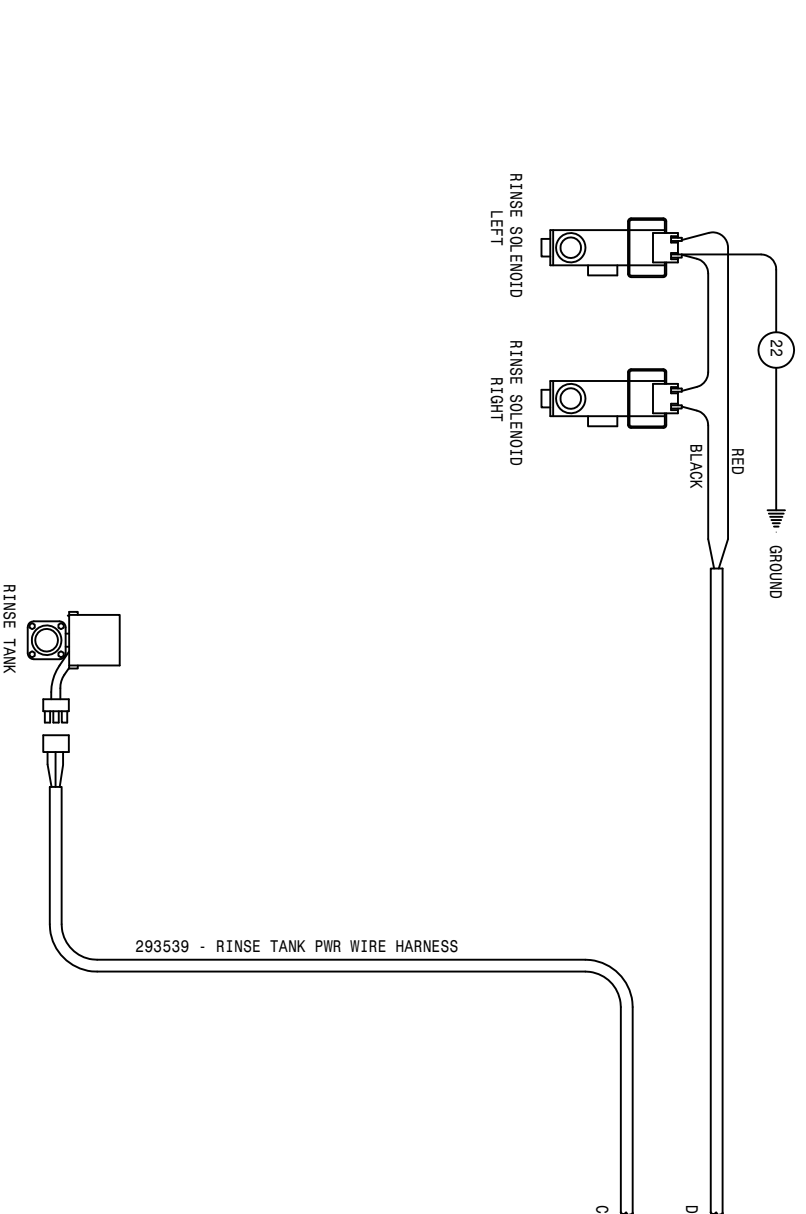 RINSE SOLENOID
LEFT
RINSE SOLENOID
RIGHT
22
RED
BLACK
GROUND
RINSE TANK
293539 - RINSE TANK PWR WIRE HARNESS
C
D